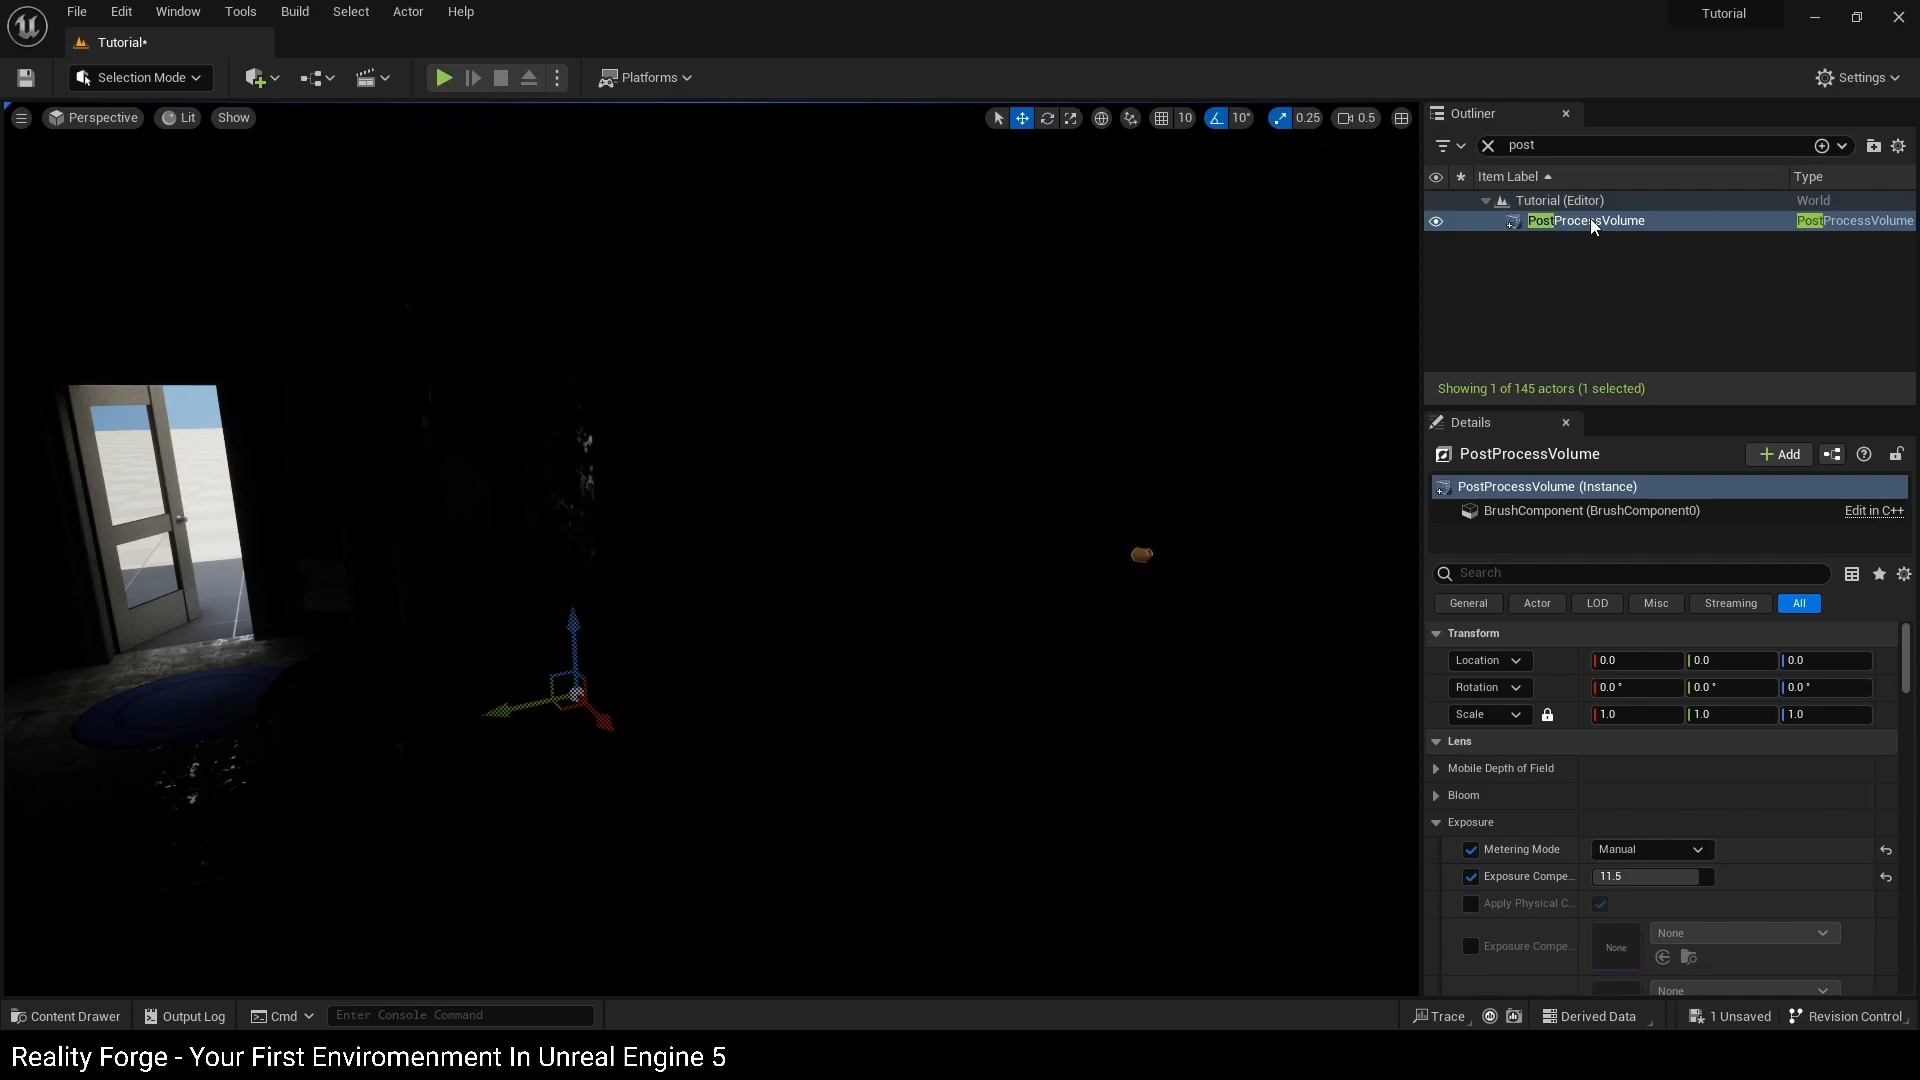 File Edit Window Tools Build Select Actor Help
Tutorial
Tutorial*
Selection Mode
Platforms
Settings
Perspective
Lit
Show
10
10°
0.25
0.5
Outliner
post
Item Label
Type
Tutorial (Editor)
World
PostProcessVolume
PostProcessVolume
Showing 1 of 145 actors (1 selected)
Details
PostProcessVolume
Add
PostProcessVolume (Instance)
BrushComponent (BrushComponent0)
Edit in C++
Search
General
Actor
LOD
Misc
Streaming
All
Transform
Location
0.0
0.0
0.0
Rotation
0.0 °
0.0 °
0.0 °
Scale
1.0
1.0
1.0
Lens
Mobile Depth of Field
Bloom
Exposure
Metering Mode
Manual
Exposure Compe...
11.5
Apply Physical C...
Exposure Compe...
None
None
None
Content Drawer
Output Log
Cmd
Enter Console Command
Trace
Derived Data
1 Unsaved
Revision Control
Reality Forge - Your First Enviromenment In Unreal Engine 5